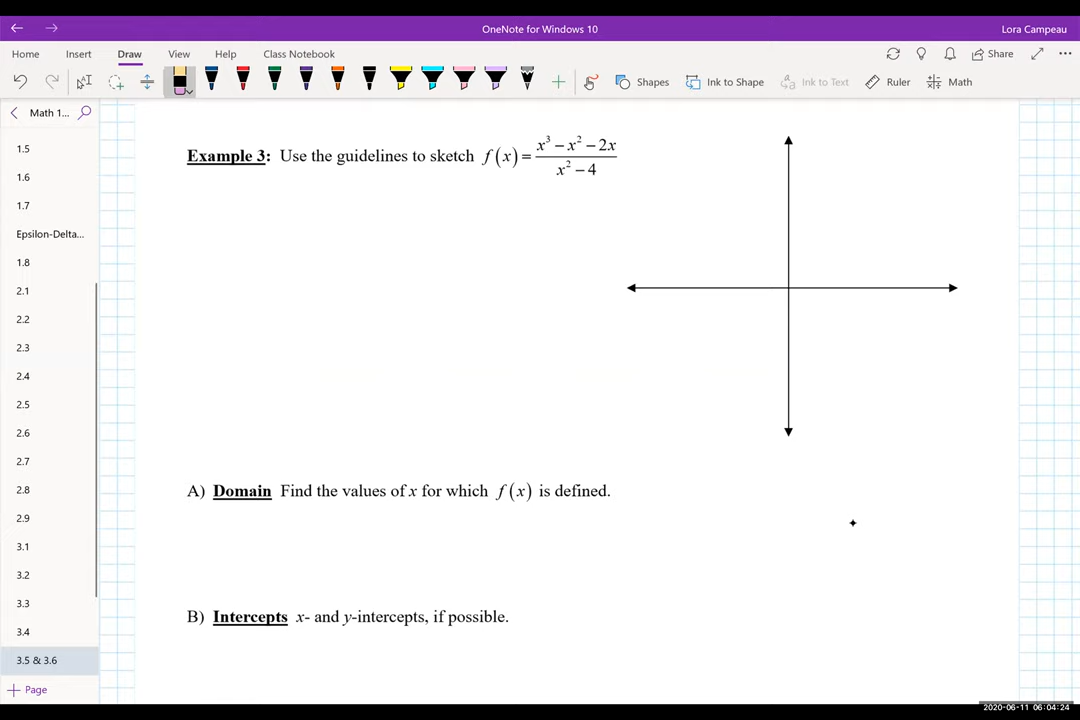 OneNote for Windows 10
Lora Campeau
Home Insert Draw View Help Class Notebook
Share
Shapes Ink to Shape Ink to Text Ruler Math
Math 1...
1.5
1.6
1.7
Epsilon-Delta...
1.8
2.1
2.2
2.3
2.4
2.5
2.6
2.7
2.8
2.9
3.1
3.2
3.3
3.4
3.5 & 3.6
+ Page
Example 3: Use the guidelines to sketch f(x) = (x³ − x² − 2x)/(x² − 4)
A) Domain Find the values of x for which f(x) is defined.
B) Intercepts x- and y-intercepts, if possible.
2020-06-11 06:04:24